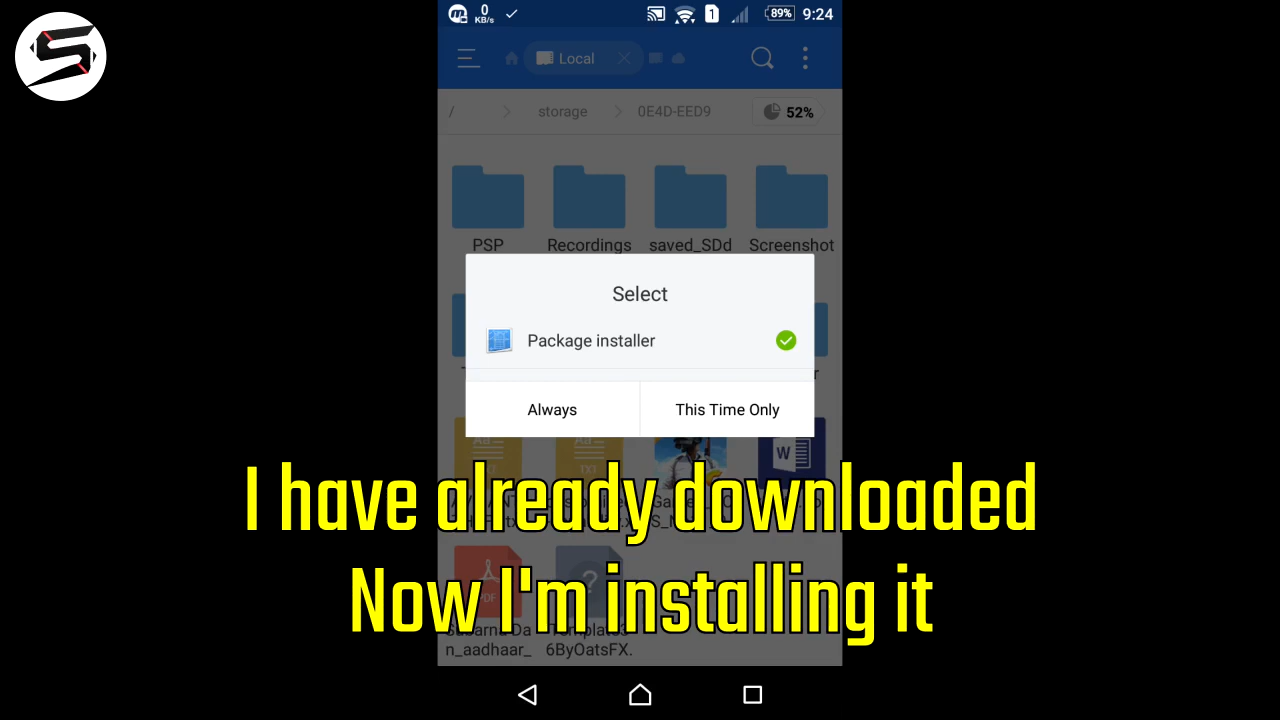 0 KB/s
1
89%
9:24
Local
/
storage
0E4D-EED9
52%
PSP
Recordings
saved_SDd
Screenshot
Select
Package installer
Always
This Time Only
I have already downloaded
Now I'm installing it
n_aadhaar_
6ByOatsFX.